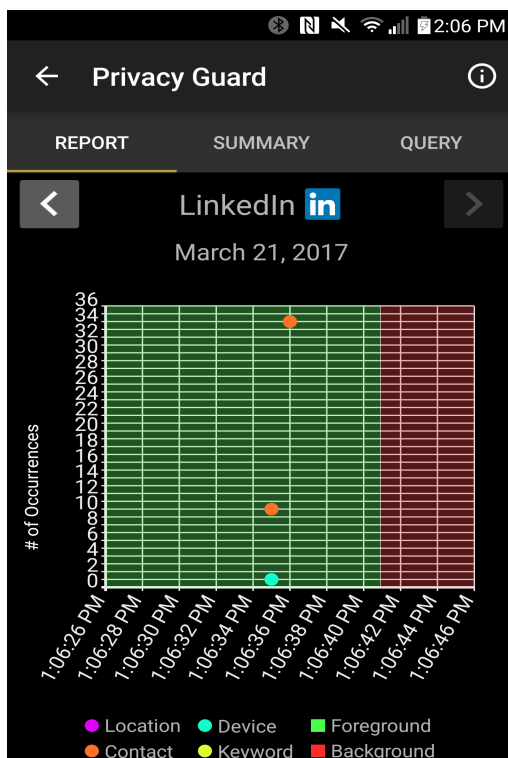 2:06 PM
Privacy Guard
REPORT SUMMARY QUERY
LinkedIn in
March 21, 2017
# of Occurrences
36
34
32
30
28
26
24
22
20
18
16
14
12
10
8
6
4
2
0
1:06:26 PM 1:06:28 PM 1:06:30 PM 1:06:32 PM 1:06:34 PM 1:06:36 PM 1:06:38 PM 1:06:40 PM 1:06:42 PM 1:06:44 PM 1:06:46 PM
Location Device Foreground
Contact Keyword Background